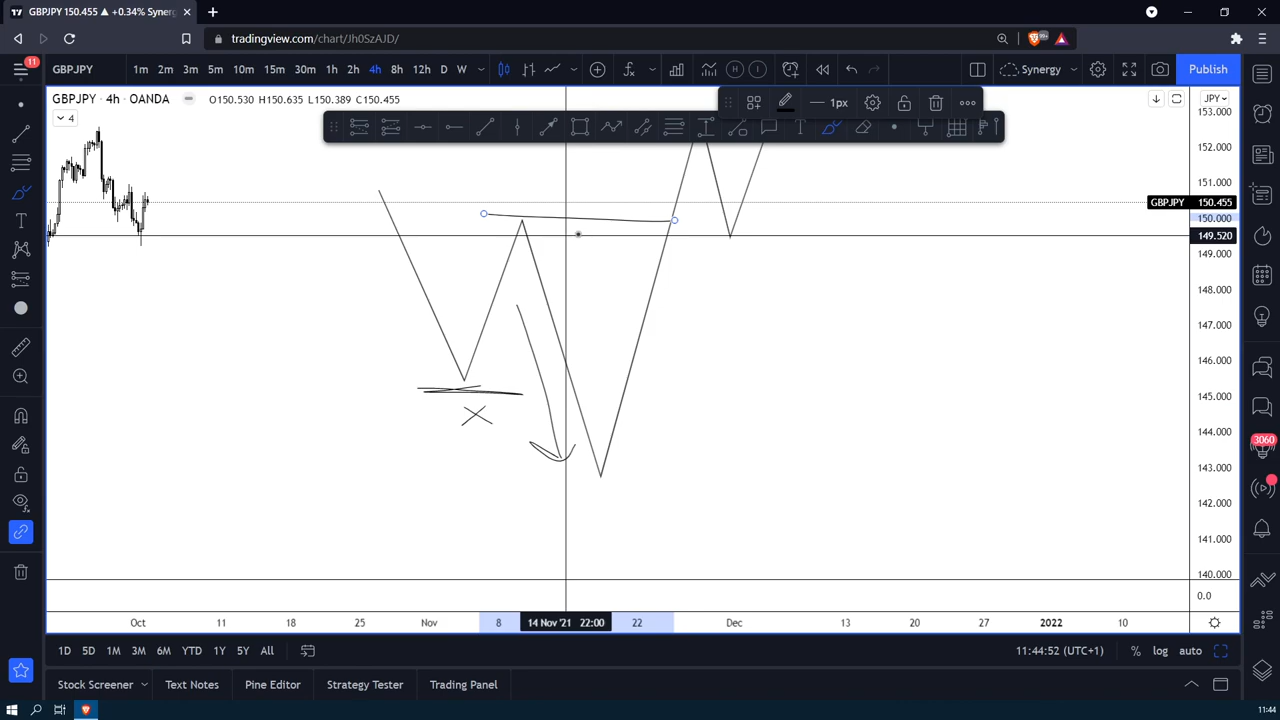 GBPJPY 150.455 ▲ +0.34% Synerg
tradingview.com/chart/Jh0SzAJD/
99+
11
GBPJPY 1m 2m 3m 5m 10m 15m 30m 1h 2h 4h 8h 12h D W Synergy Publish
GBPJPY · 4h · OANDA O150.530 H150.635 L150.389 C150.455
4
1px
JPY
153.000
152.000
151.000
GBPJPY 150.455
150.000
149.520
149.000
148.000
147.000
146.000
145.000
144.000
143.000
142.000
141.000
140.000
0.0
3060
Oct 11 18 25 Nov 8 14 Nov '21 22:00 22 Dec 13 20 27 2022 10
1D 5D 1M 3M 6M YTD 1Y 5Y All 11:44:52 (UTC+1) % log auto
Stock Screener Text Notes Pine Editor Strategy Tester Trading Panel
11:44